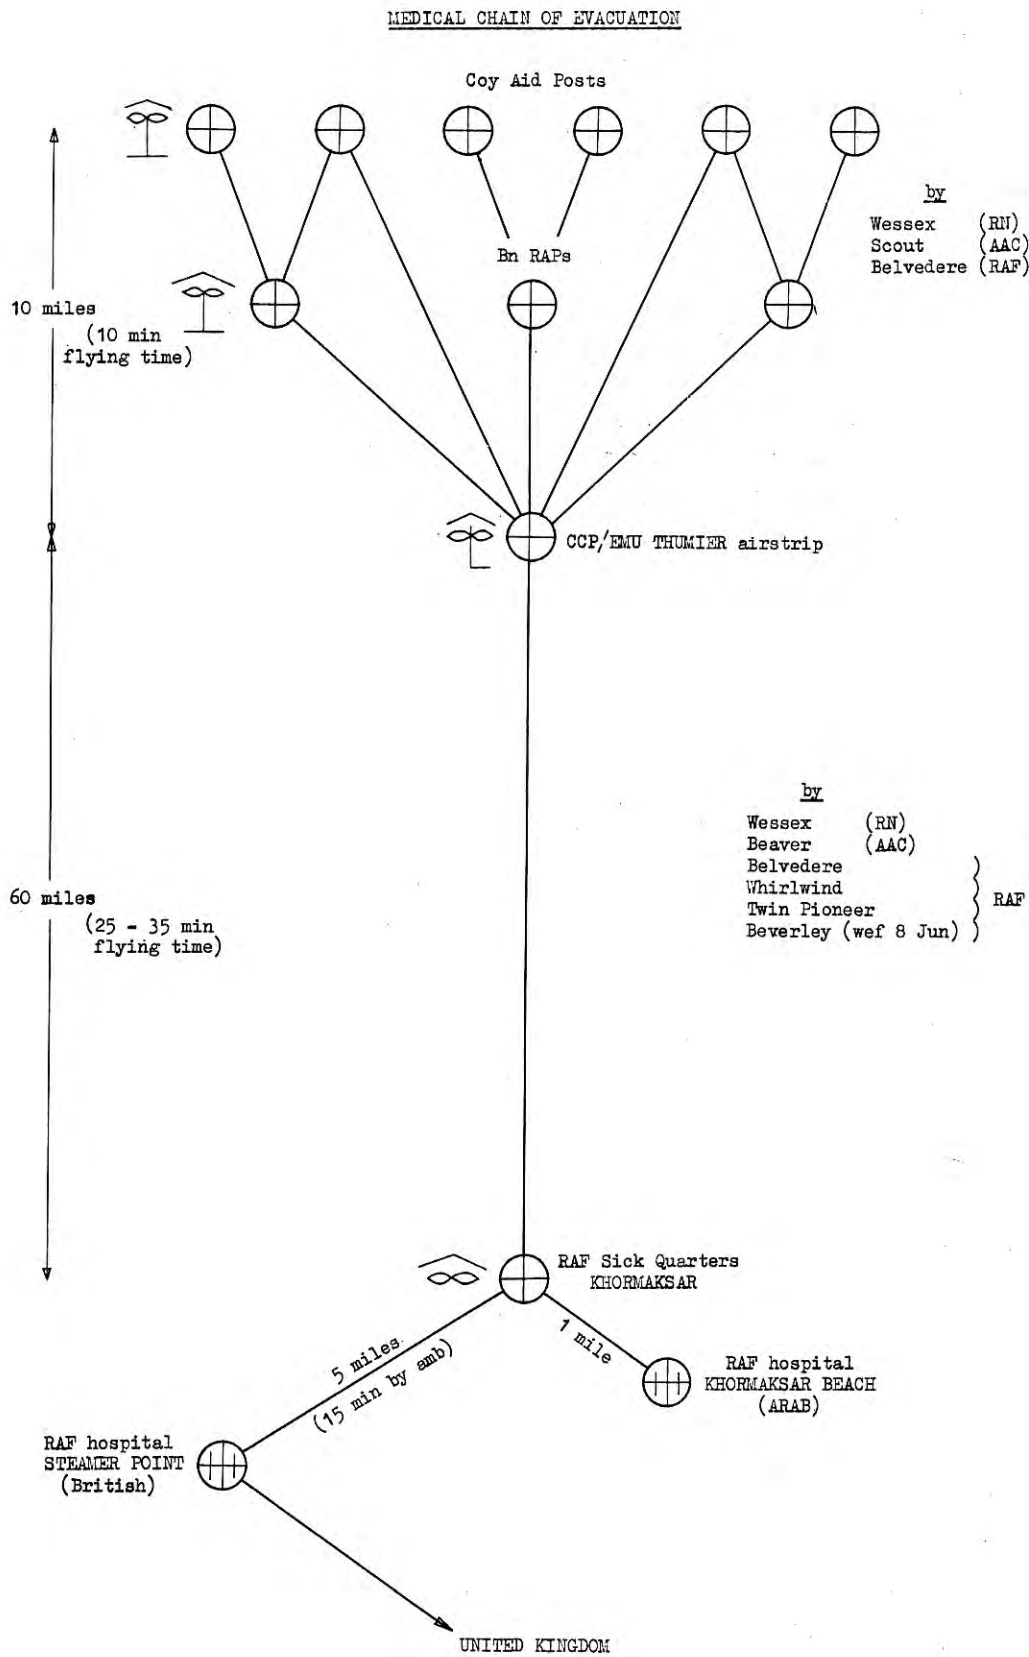 MEDICAL CHAIN OF EVACUATION
Coy Aid Posts
by
Wessex (RN)
Scout (AAC)
Belvedere (RAF)
Bn RAPs
10 miles
(10 min
flying time)
CCP/EMU THUMIER airstrip
by
Wessex (RN)
Beaver (AAC)
Belvedere )
Whirlwind )
Twin Pioneer ) RAF
Beverley (wef 8 Jun) )
60 miles
(25 - 35 min
flying time)
RAF Sick Quarters
KHORMAKSAR
5 miles.
(15 min by amb)
1 mile
RAF hospital
KHORMAKSAR BEACH
(ARAB)
RAF hospital
STEAMER POINT
(British)
UNITED KINGDOM